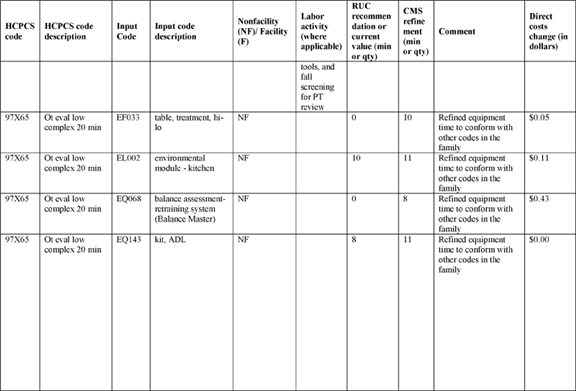 HCPCS code | HCPCS code description | Input Code | Input code description | Nonfacility (NF)/ Facility (F) | Labor activity (where applicable) | RUC recommen dation or current value (min or qty) | CMS refine ment (min or qty) | Comment | Direct costs change (in dollars)
tools, and fall screening for PT review
97X65 | Ot eval low complex 20 min | EF033 | table, treatment, hi-lo | NF | | 0 | 10 | Refined equipment time to conform with other codes in the family | $0.05
97X65 | Ot eval low complex 20 min | EL002 | environmental module - kitchen | NF | | 10 | 11 | Refined equipment time to conform with other codes in the family | $0.11
97X65 | Ot eval low complex 20 min | EQ068 | balance assessment-retraining system (Balance Master) | NF | | 0 | 8 | Refined equipment time to conform with other codes in the family | $0.43
97X65 | Ot eval low complex 20 min | EQ143 | kit, ADL | NF | | 8 | 11 | Refined equipment time to conform with other codes in the family | $0.00